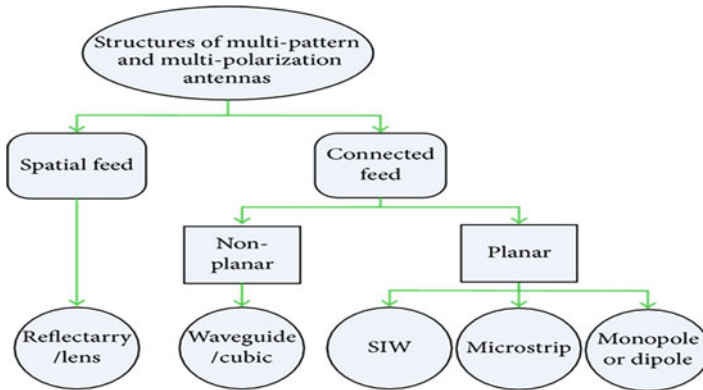 Structures of multi-pattern
and multi-polarization
antennas
Spatial feed
Connected
feed
Non-
planar
Planar
Reflectarry
/lens
Waveguide
/cubic
SIW
Microstrip
Monopole
or dipole